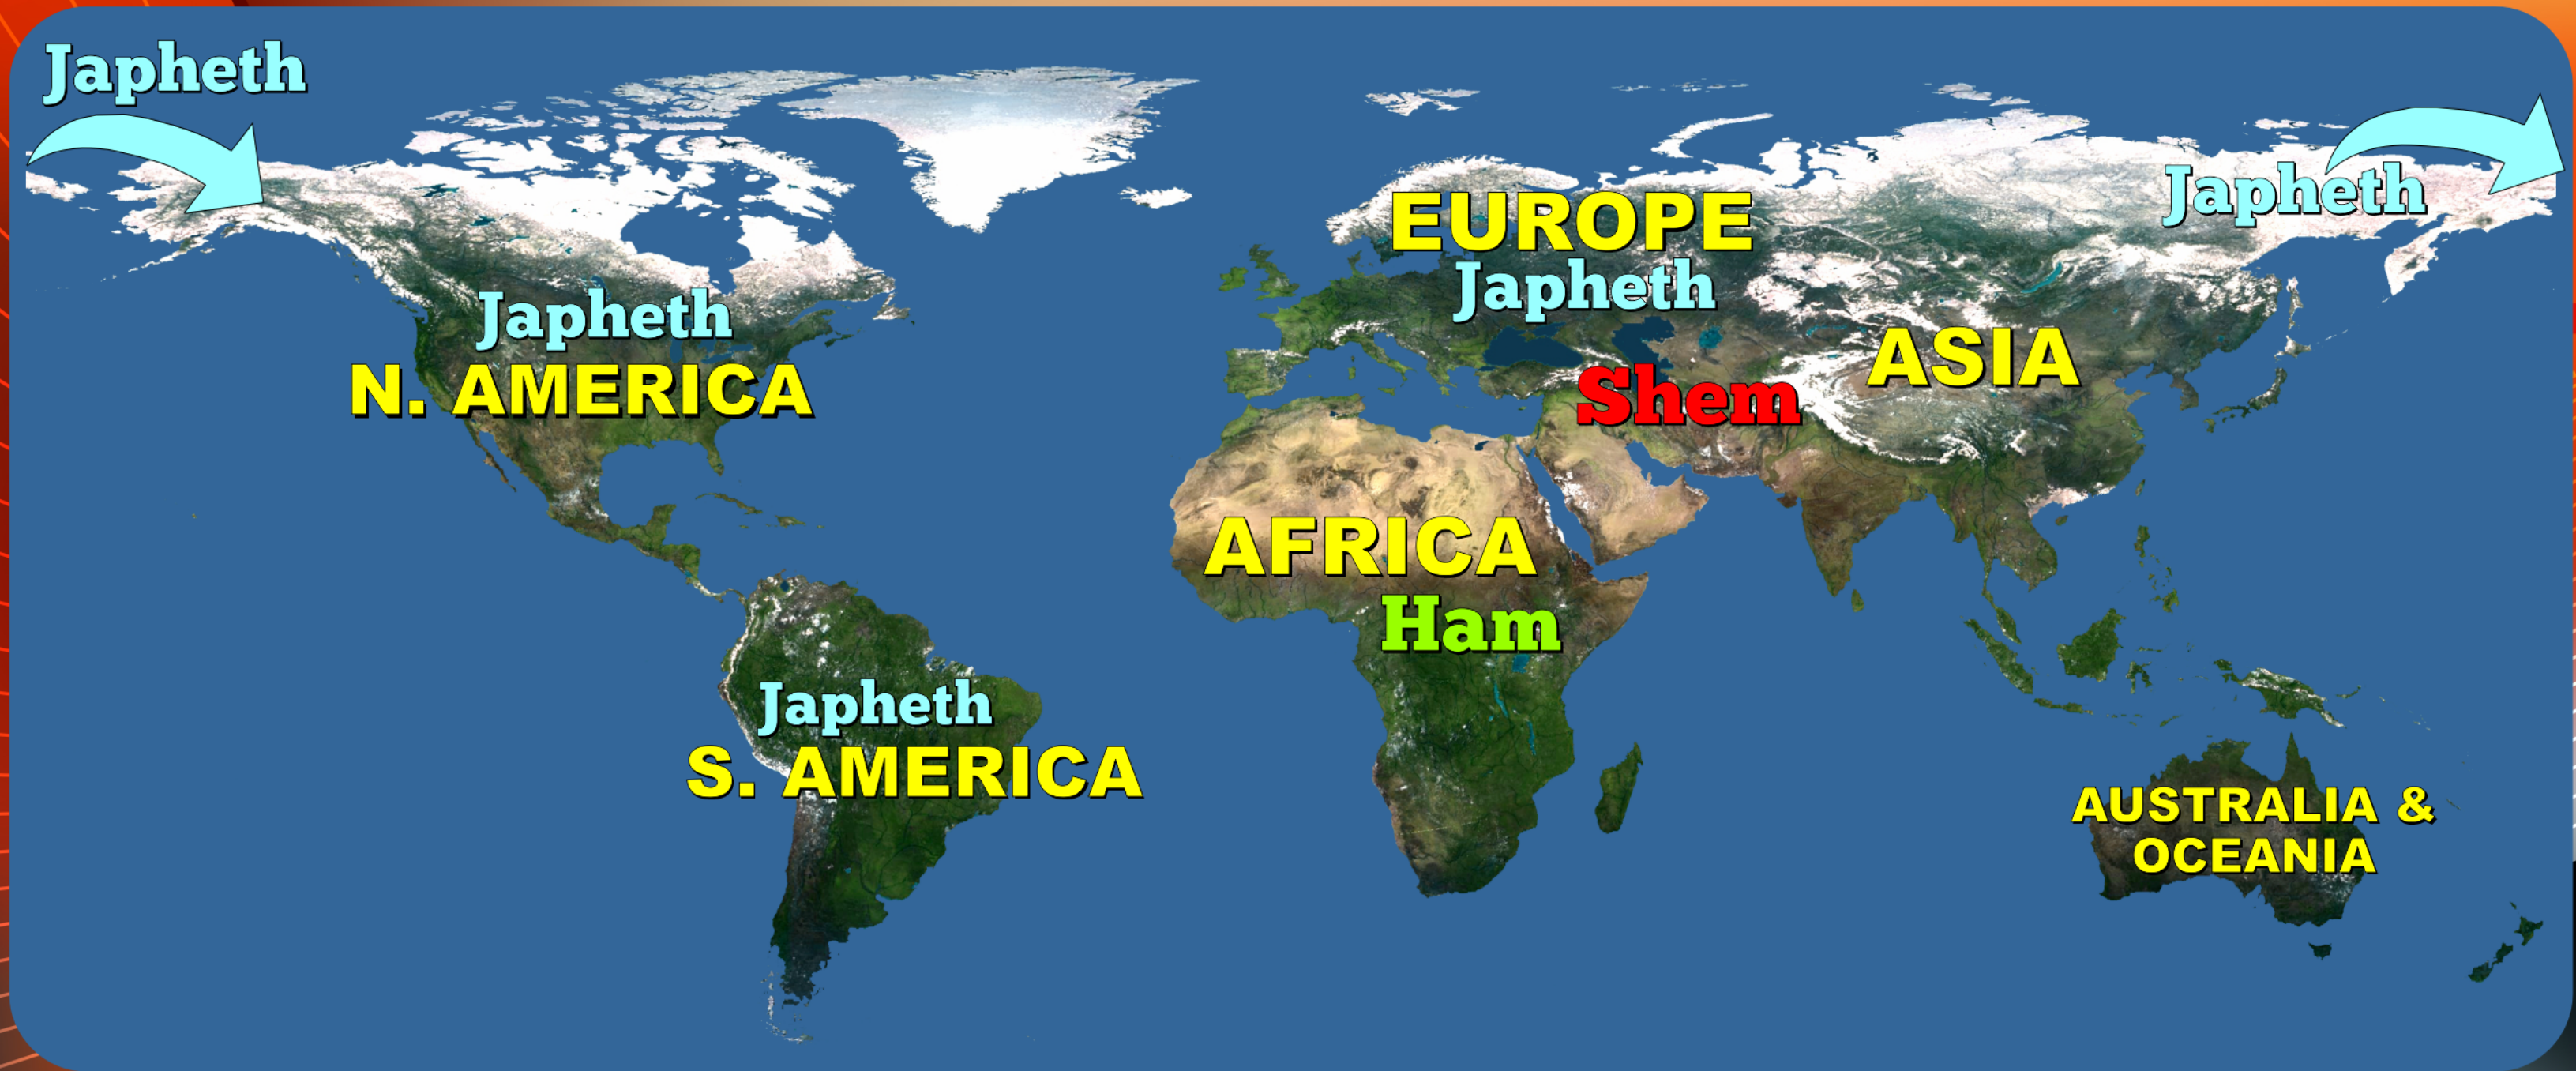 Japheth
Japheth
EUROPE
Japheth
Japheth
N. AMERICA
ASIA
Shem
AFRICA
Ham
Japheth
S. AMERICA
AUSTRALIA &
OCEANIA